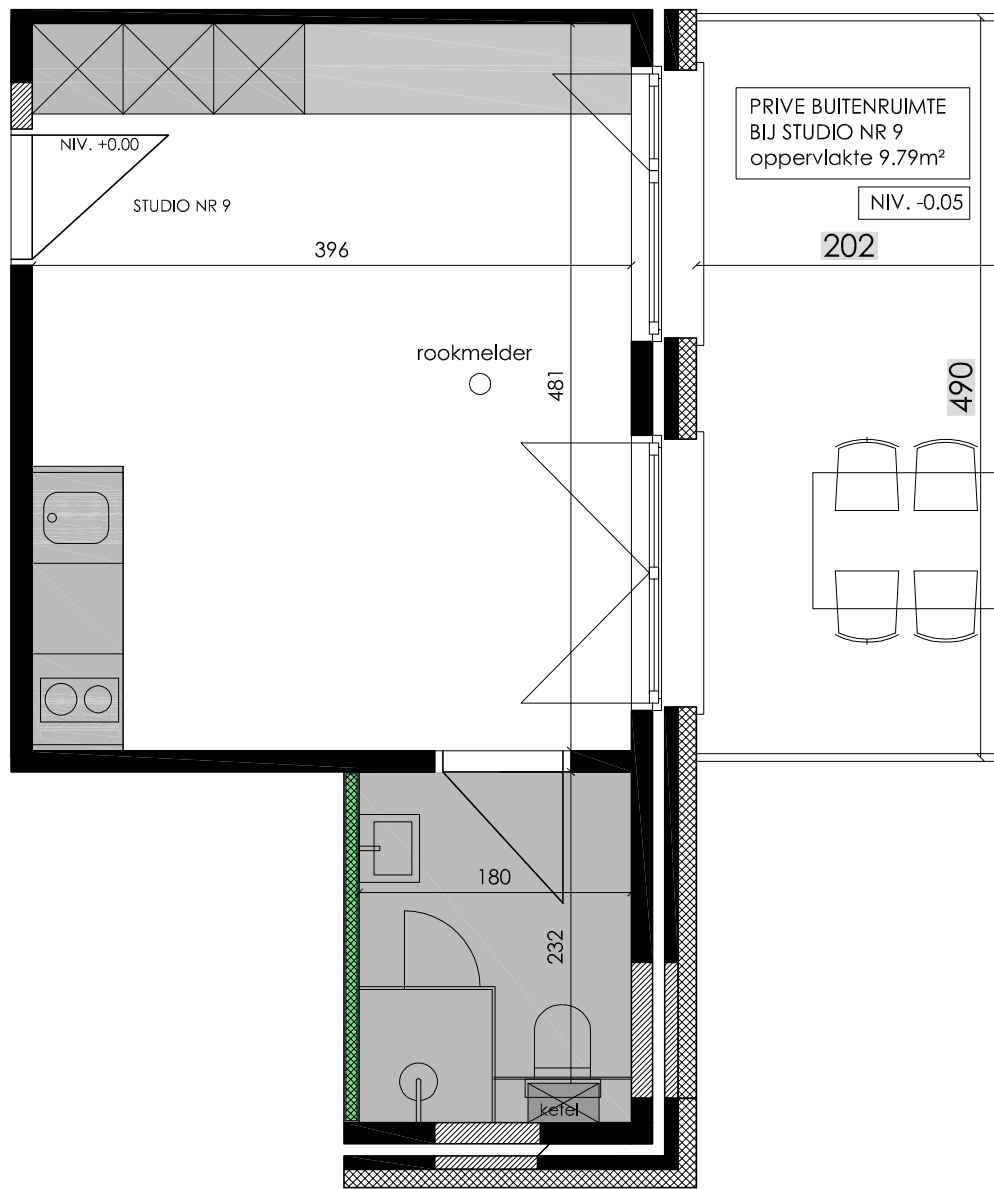 PRIVE BUITENRUIMTE
BIJ STUDIO NR 9
oppervlakte 9.79m²
NIV. +0.00
NIV. -0.05
STUDIO NR 9
396
202
rookmelder
481
490
180
232
ketel